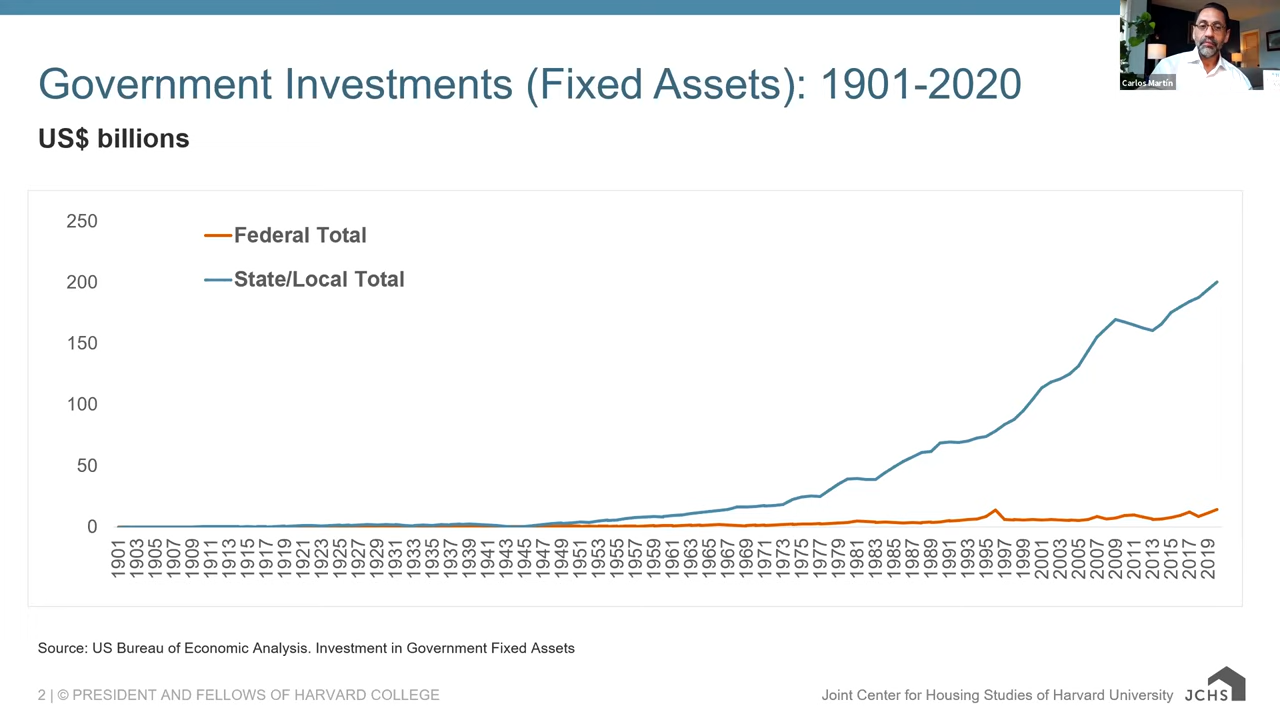 Carlos Martín
Government Investments (Fixed Assets): 1901-2020
US$ billions
250
200
150
100
50
0
Federal Total
State/Local Total
1901 1903 1905 1907 1909 1911 1913 1915 1917 1919 1921 1923 1925 1927 1929 1931 1933 1935 1937 1939 1941 1943 1945 1947 1949 1951 1953 1955 1957 1959 1961 1963 1965 1967 1969 1971 1973 1975 1977 1979 1981 1983 1985 1987 1989 1991 1993 1995 1997 1999 2001 2003 2005 2007 2009 2011 2013 2015 2017 2019
Source: US Bureau of Economic Analysis. Investment in Government Fixed Assets
2 | © PRESIDENT AND FELLOWS OF HARVARD COLLEGE
Joint Center for Housing Studies of Harvard University JCHS